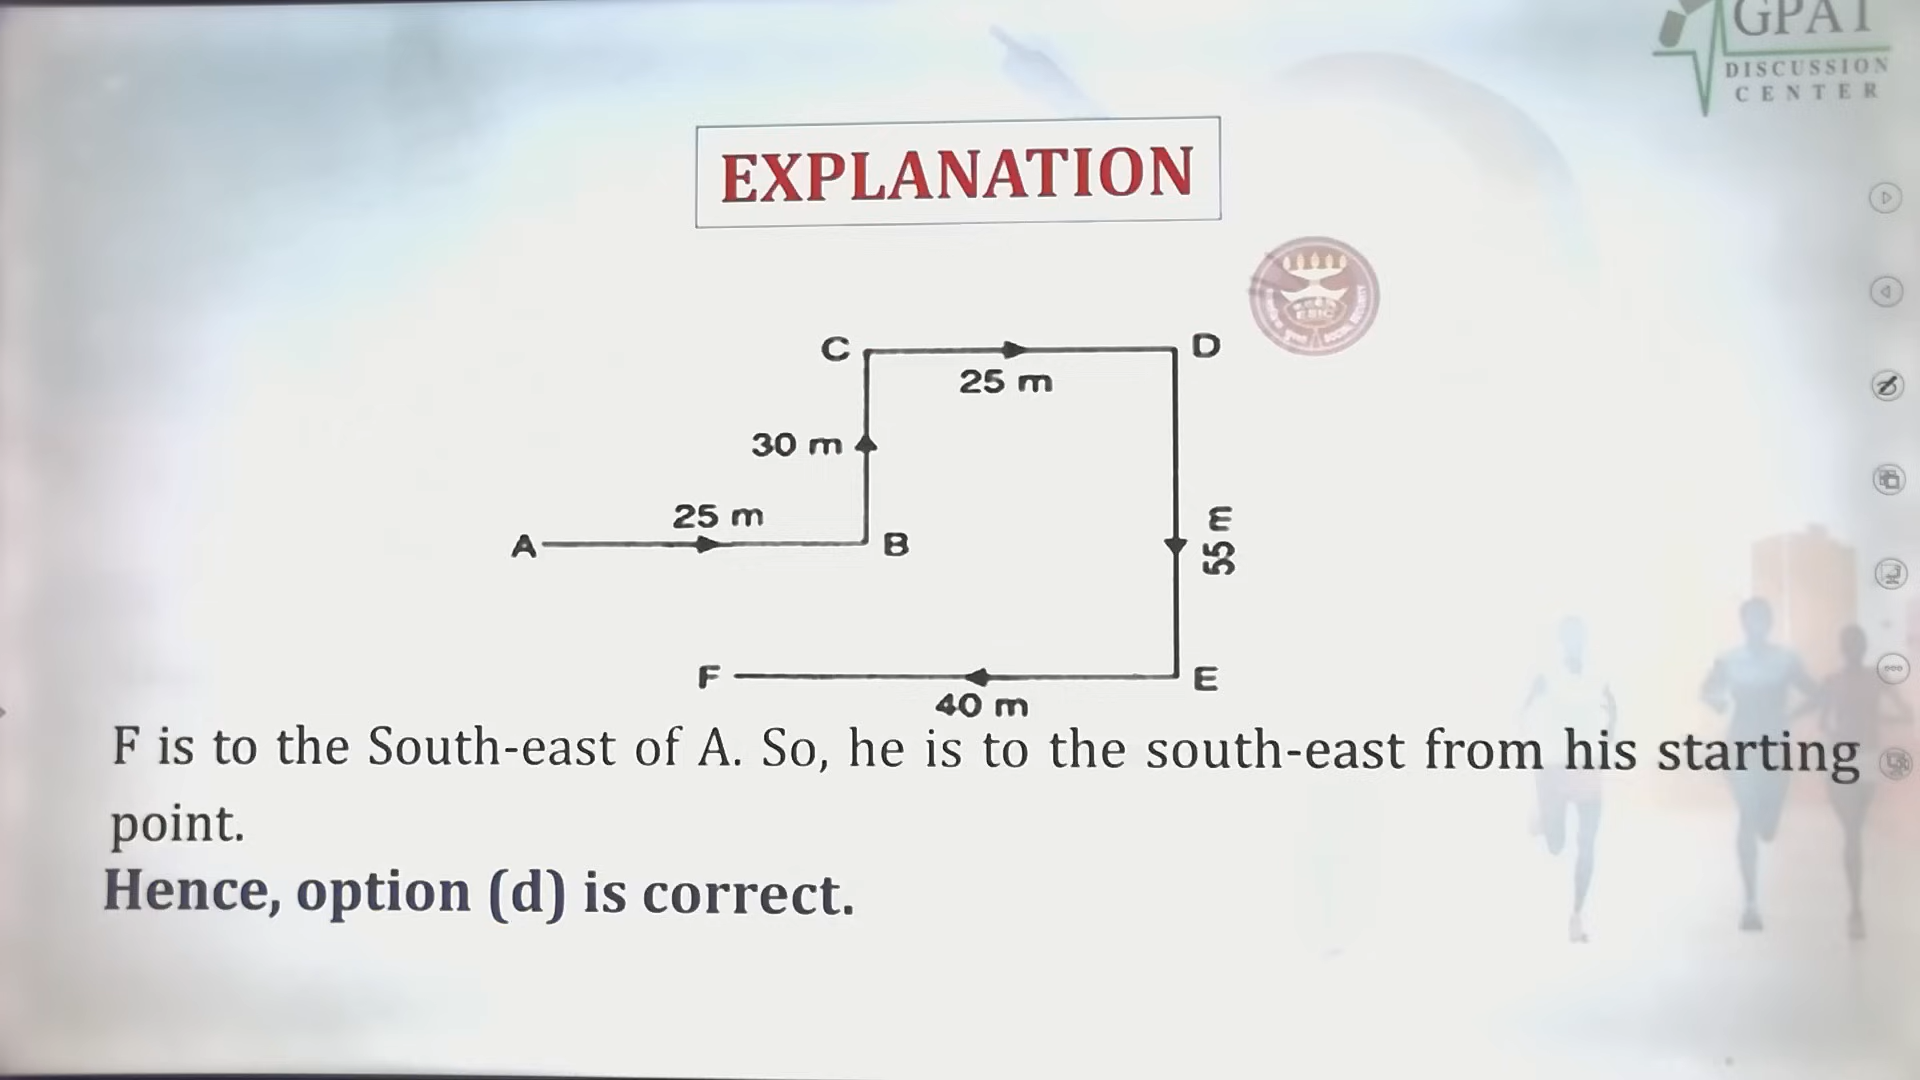 GPAT
DISCUSSION
CENTER
EXPLANATION
ESIC
C
D
25 m
30 m
25 m
A
B
55 m
F
E
40 m
F is to the South-east of A. So, he is to the south-east from his starting
point.
Hence, option (d) is correct.